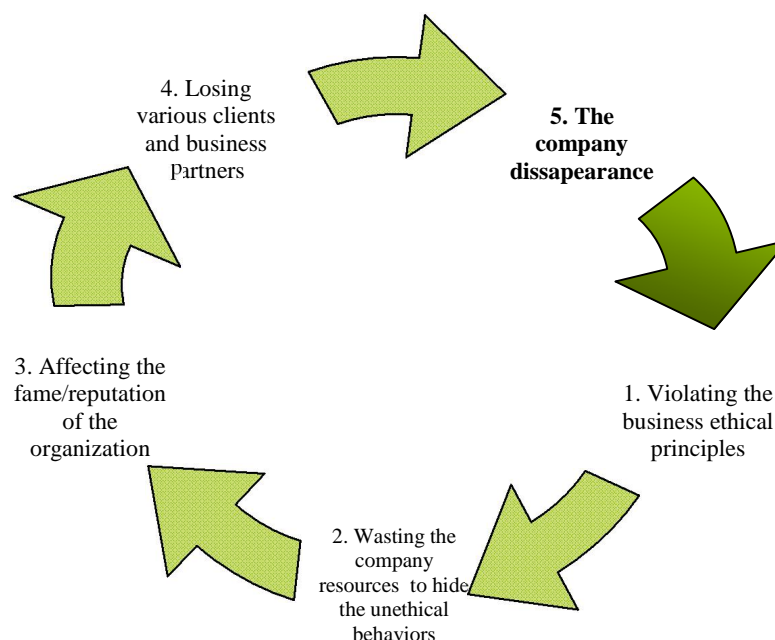 4. Losing
various clients
and business
Partners
5. The
company
dissapearance
3. Affecting the
fame/reputation
of the
organization
1. Violating the
business ethical
principles
2. Wasting the
company
resources to hide
the unethical
behaviors